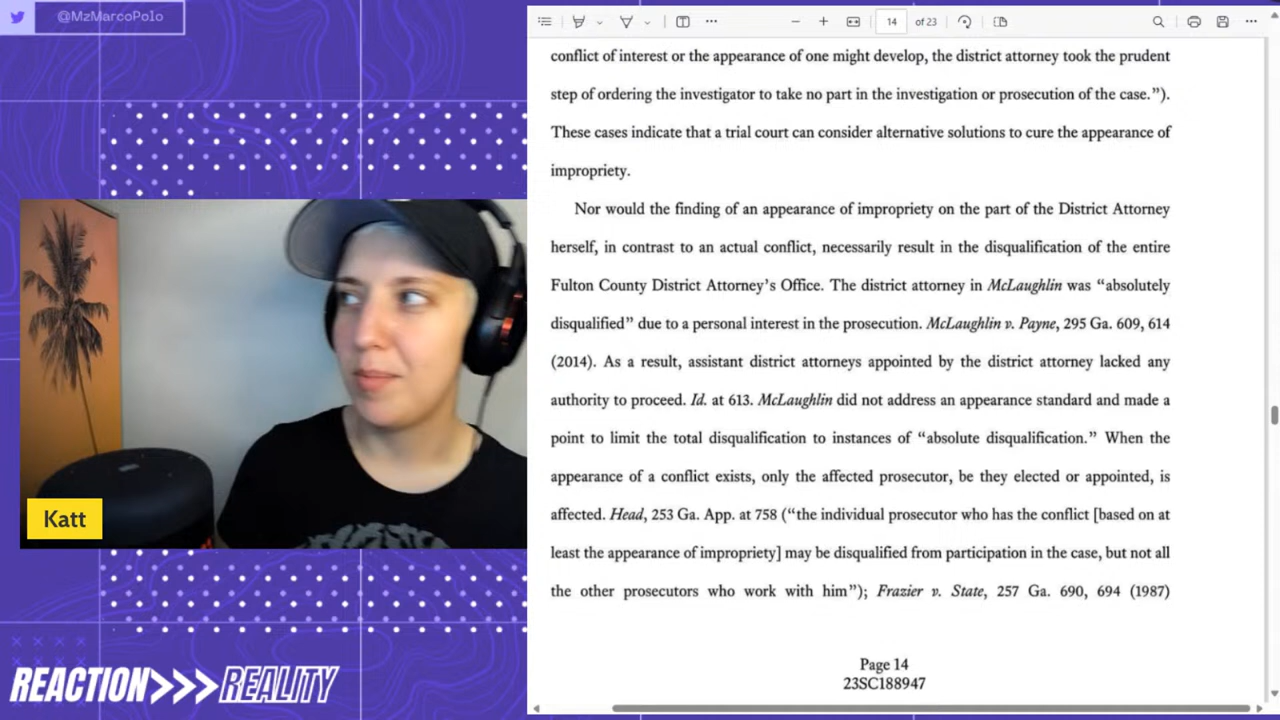 @MzMarcoPolo
14 of 23
conflict of interest or the appearance of one might develop, the district attorney took the prudent
step of ordering the investigator to take no part in the investigation or prosecution of the case.”).
These cases indicate that a trial court can consider alternative solutions to cure the appearance of
impropriety.
Nor would the finding of an appearance of impropriety on the part of the District Attorney
herself, in contrast to an actual conflict, necessarily result in the disqualification of the entire
Fulton County District Attorney’s Office. The district attorney in McLaughlin was “absolutely
disqualified” due to a personal interest in the prosecution. McLaughlin v. Payne, 295 Ga. 609, 614
(2014). As a result, assistant district attorneys appointed by the district attorney lacked any
authority to proceed. Id. at 613. McLaughlin did not address an appearance standard and made a
point to limit the total disqualification to instances of “absolute disqualification.” When the
appearance of a conflict exists, only the affected prosecutor, be they elected or appointed, is
affected. Head, 253 Ga. App. at 758 (“the individual prosecutor who has the conflict [based on at
least the appearance of impropriety] may be disqualified from participation in the case, but not all
the other prosecutors who work with him”); Frazier v. State, 257 Ga. 690, 694 (1987)
Page 14
23SC188947
Katt
REACTION>>>REALITY